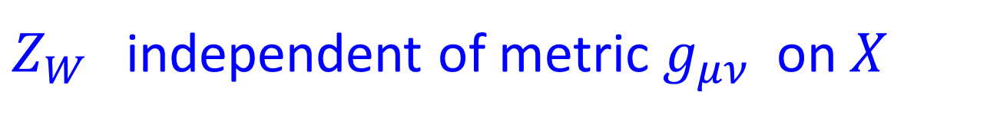 𝑍_𝑊 independent of metric 𝑔_𝜇𝜈 on 𝑋